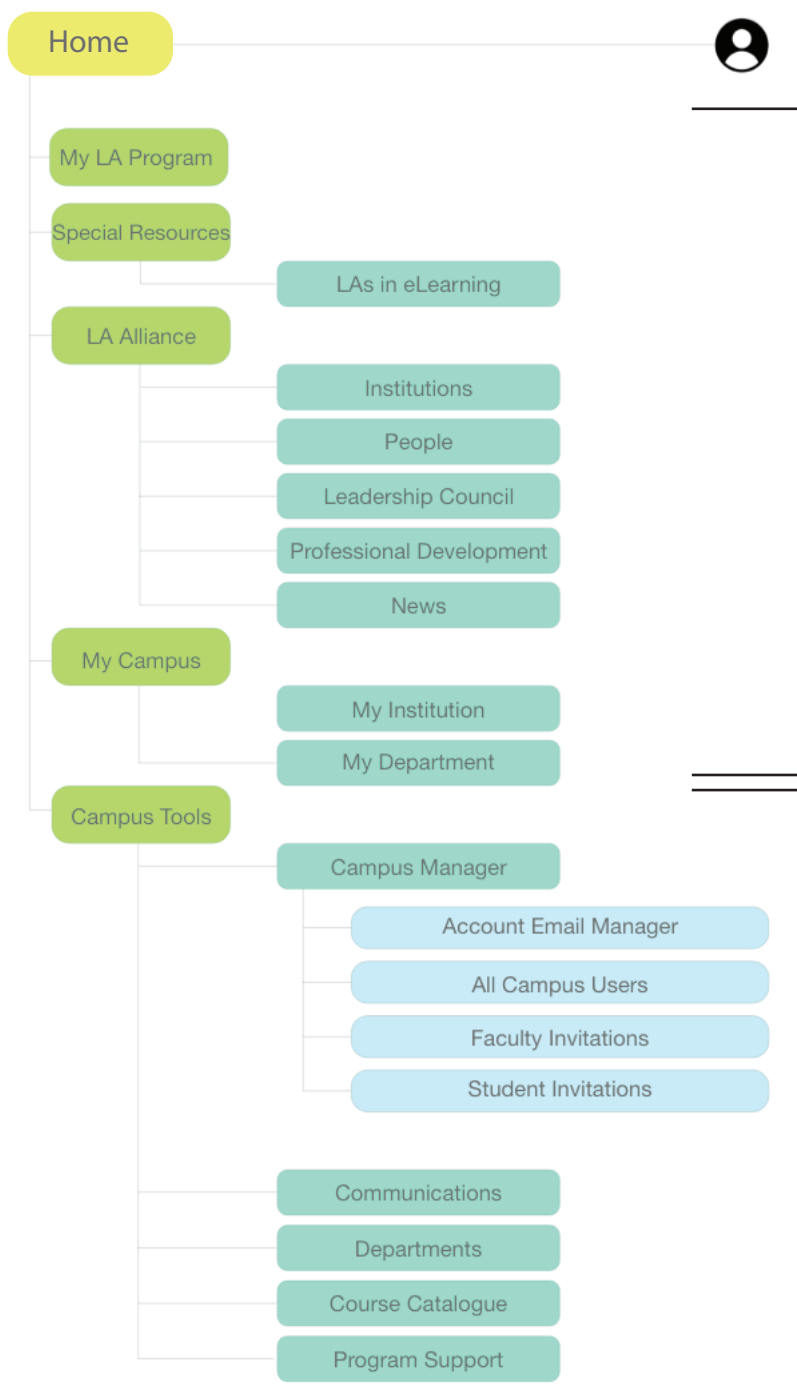 Home
My LA Program
Special Resources
LAs in eLearning
LA Alliance
Institutions
People
Leadership Council
Professional Development
News
My Campus
My Institution
My Department
Campus Tools
Campus Manager
Account Email Manager
All Campus Users
Faculty Invitations
Student Invitations
Communications
Departments
Course Catalogue
Program Support